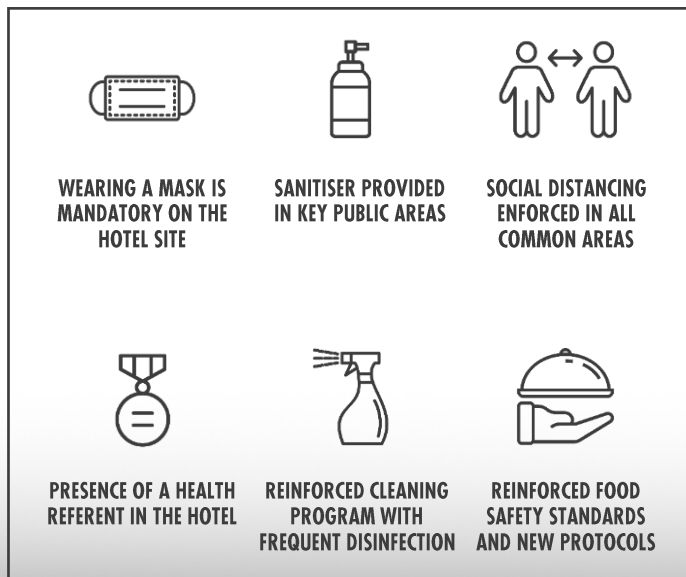 WEARING A MASK IS
MANDATORY ON THE
HOTEL SITE
SANITISER PROVIDED
IN KEY PUBLIC AREAS
SOCIAL DISTANCING
ENFORCED IN ALL
COMMON AREAS
PRESENCE OF A HEALTH
REFERENT IN THE HOTEL
REINFORCED CLEANING
PROGRAM WITH
FREQUENT DISINFECTION
REINFORCED FOOD
SAFETY STANDARDS
AND NEW PROTOCOLS